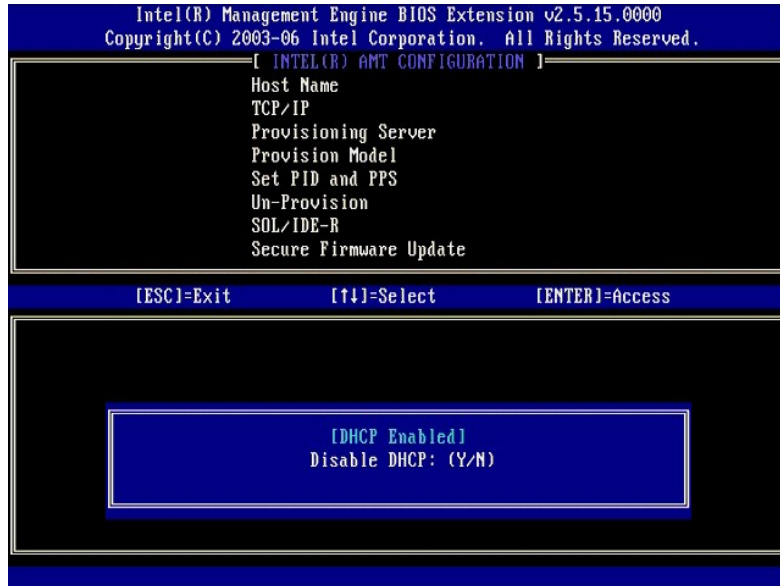 Intel(R) Management Engine BIOS Extension v2.5.15.0000
Copyright(C) 2003-06 Intel Corporation. All Rights Reserved.
[ INTEL(R) AMT CONFIGURATION ]
Host Name
TCP/IP
Provisioning Server
Provision Model
Set PID and PPS
Un-Provision
SOL/IDE-R
Secure Firmware Update
[ESC]=Exit [↑↓]=Select [ENTER]=Access
[DHCP Enabled]
Disable DHCP: (Y/N)